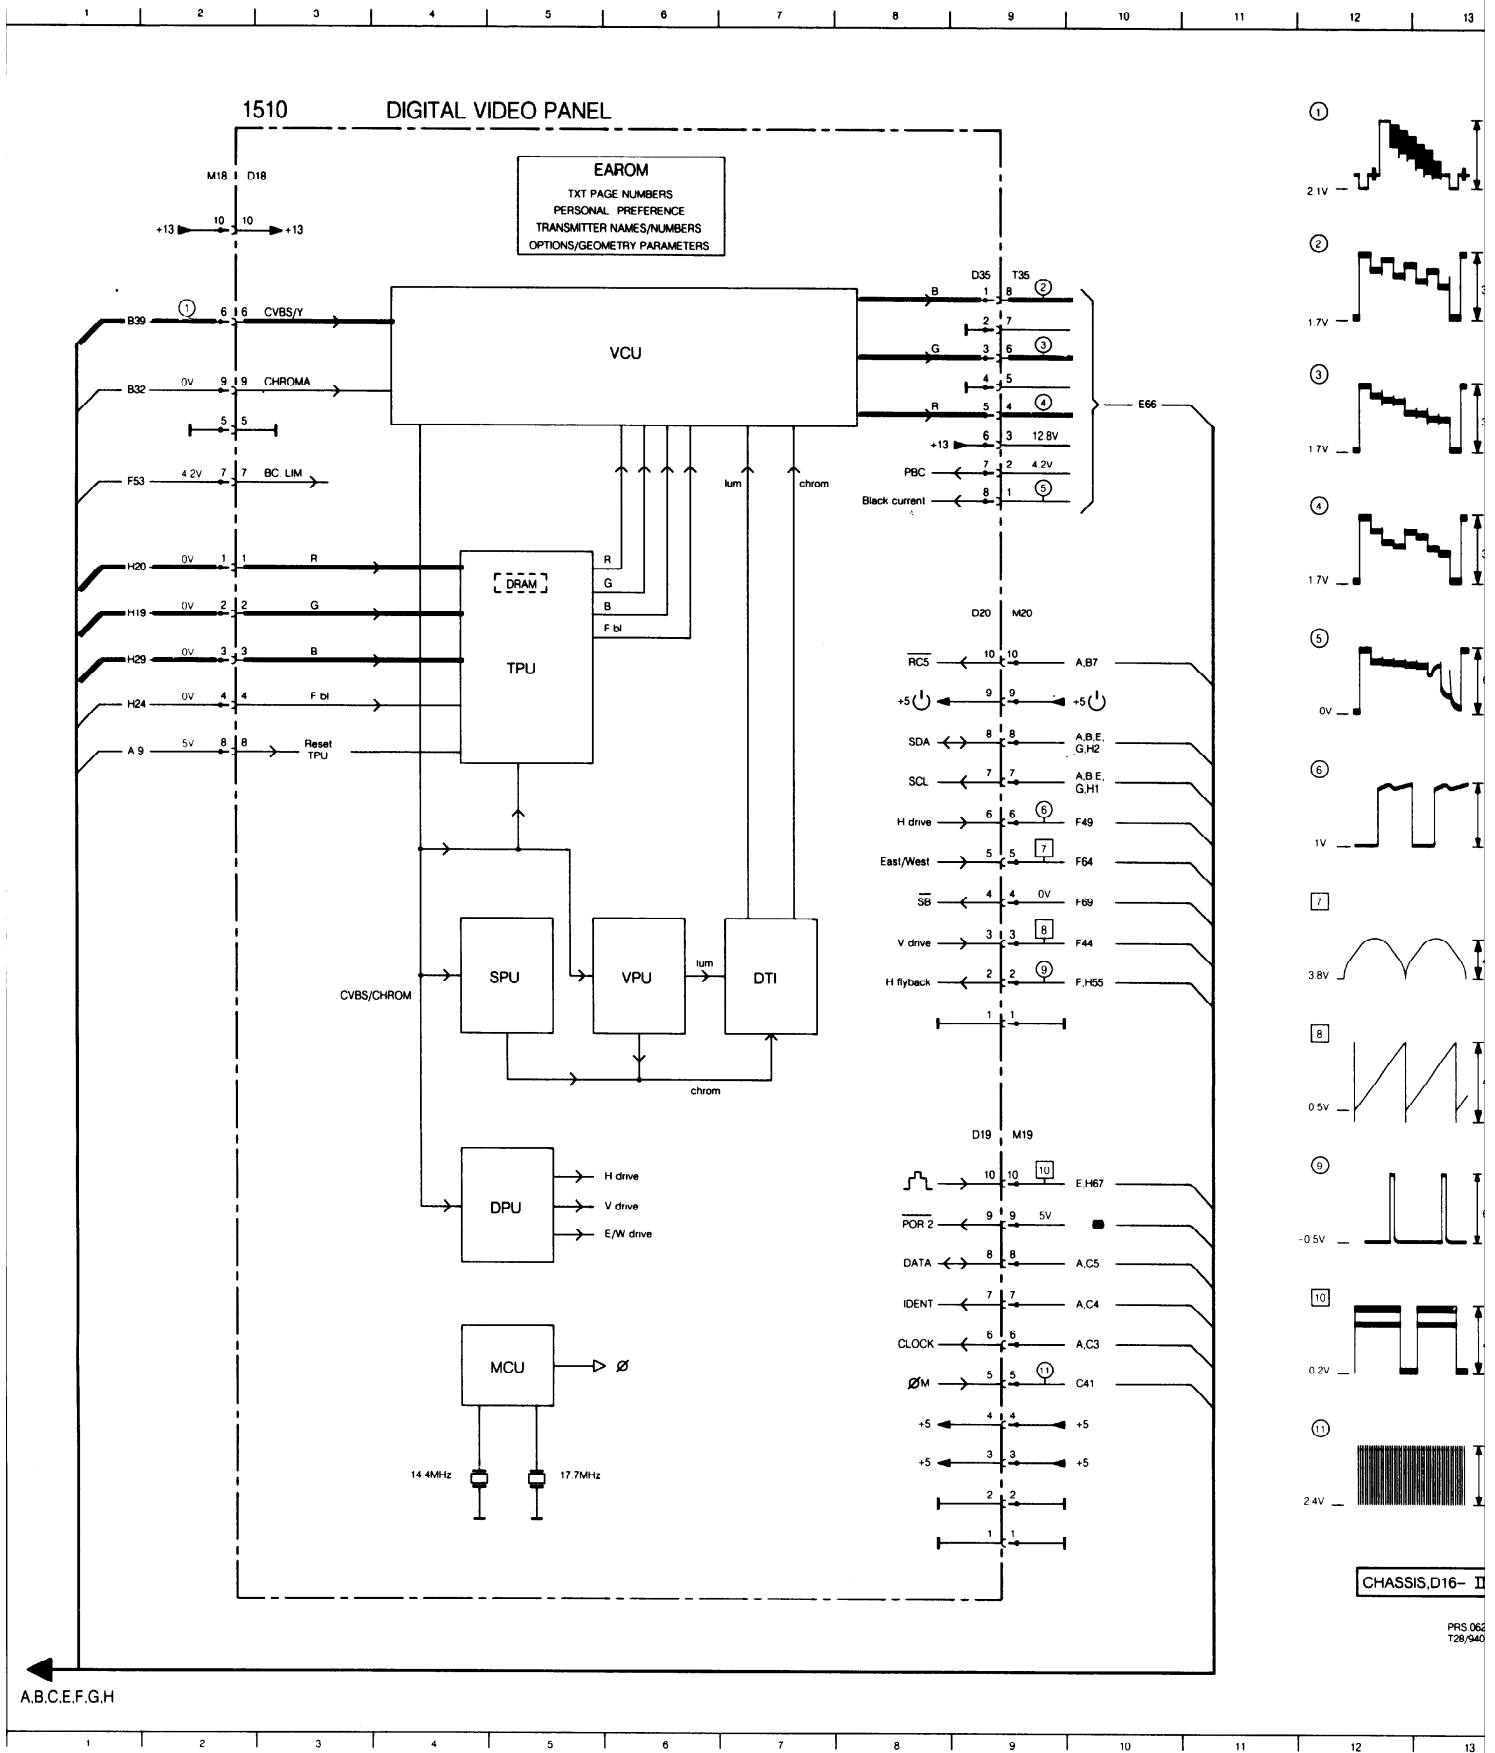 1 2 3 4 5 6 7 8 9 10 11 12 13
1510 DIGITAL VIDEO PANEL
M18 D18
+13 10 10 +13
EAROM
TXT PAGE NUMBERS
PERSONAL PREFERENCE
TRANSMITTER NAMES/NUMBERS
OPTIONS/GEOMETRY PARAMETERS
B39 1 6 6 CVBS/Y
B32 0V 9 9 CHROMA
5 5
F53 4.2V 7 7 BC. LIM
H20 0V 1 1 R
H19 0V 2 2 G
H29 0V 3 3 B
H24 0V 4 4 F bl
A 9 5V 8 8 Reset
TPU
VCU
lum
chrom
DRAM
TPU
R
G
B
F bl
CVBS/CHROM
SPU
VPU
lum
DTI
chrom
DPU
H drive
V drive
E/W drive
MCU
Ø
14.4MHz
17.7MHz
D35 T35
B 1 8 2
2 7
G 3 6 3
4 5
R 5 4 4
+13 6 3 12.8V
PBC 7 2 4.2V
Black current 8 1 5
E66
D20 M20
RC5 10 10 A,B7
+5 9 9 +5
SDA 8 8 A,B,E,
G,H2
SCL 7 7 A,B.E,
G,H1
H drive 6 6 6 F49
East/West 5 5 7 F64
SB 4 4 0V F69
V drive 3 3 8 F44
H flyback 2 2 9 F,H55
1 1
D19 M19
10 10 10 E,H67
POR 2 9 9 5V
DATA 8 8 A,C5
IDENT 7 7 A,C4
CLOCK 6 6 A,C3
ØM 5 5 11 C41
+5 4 4 +5
+5 3 3 +5
2 2
1 1
1
2.1V
2
1.7V
3
1.7V
4
1.7V
5
0V
6
1V
7
3.8V
8
0.5V
9
-0.5V
10
0.2V
11
2.4V
CHASSIS,D16- II
PRS.062
T28/940
A,B,C,E,F,G,H
1 2 3 4 5 6 7 8 9 10 11 12 13